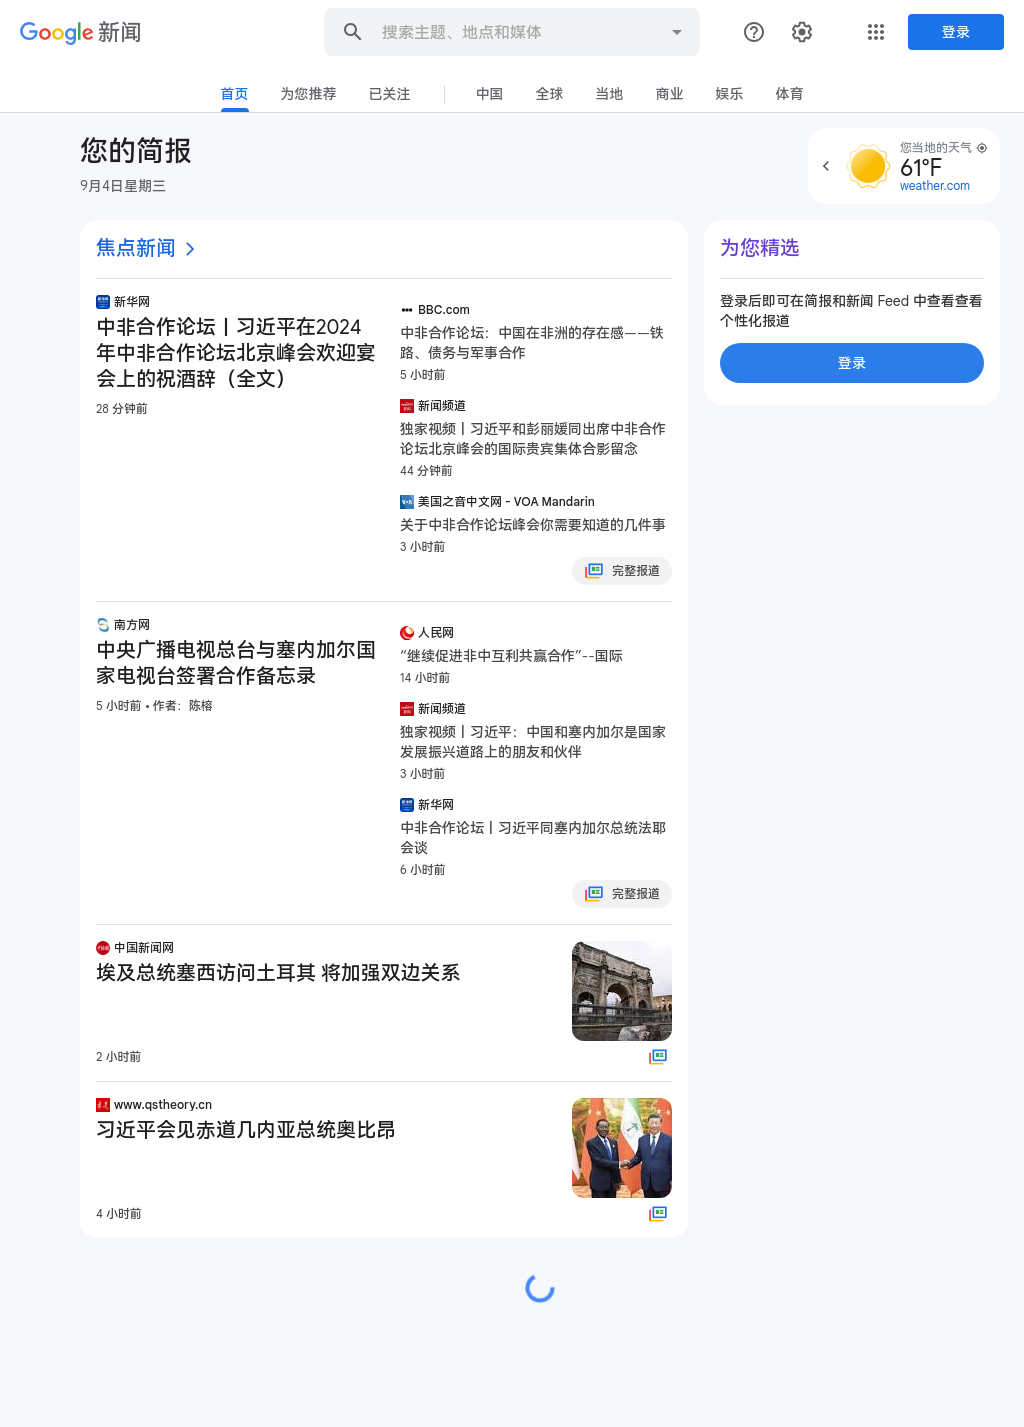 Google 新闻
搜索主题、地点和媒体
登录
首页
为您推荐
已关注
中国
全球
当地
商业
娱乐
体育
您的简报
9月4日星期三
您当地的天气
61°F
weather.com
焦点新闻
新华网
中非合作论坛丨习近平在2024
年中非合作论坛北京峰会欢迎宴
会上的祝酒辞（全文）
28 分钟前
BBC.com
中非合作论坛：中国在非洲的存在感——铁
路、债务与军事合作
5 小时前
新闻频道
独家视频丨习近平和彭丽媛同出席中非合作
论坛北京峰会的国际贵宾集体合影留念
44 分钟前
美国之音中文网 - VOA Mandarin
关于中非合作论坛峰会你需要知道的几件事
3 小时前
完整报道
南方网
中央广播电视总台与塞内加尔国
家电视台签署合作备忘录
5 小时前 • 作者：陈榕
人民网
“继续促进非中互利共赢合作”--国际
14 小时前
新闻频道
独家视频丨习近平：中国和塞内加尔是国家
发展振兴道路上的朋友和伙伴
3 小时前
新华网
中非合作论坛丨习近平同塞内加尔总统法耶
会谈
6 小时前
完整报道
中国新闻网
埃及总统塞西访问土耳其 将加强双边关系
2 小时前
www.qstheory.cn
习近平会见赤道几内亚总统奥比昂
4 小时前
为您精选
登录后即可在简报和新闻 Feed 中查看查看
个性化报道
登录